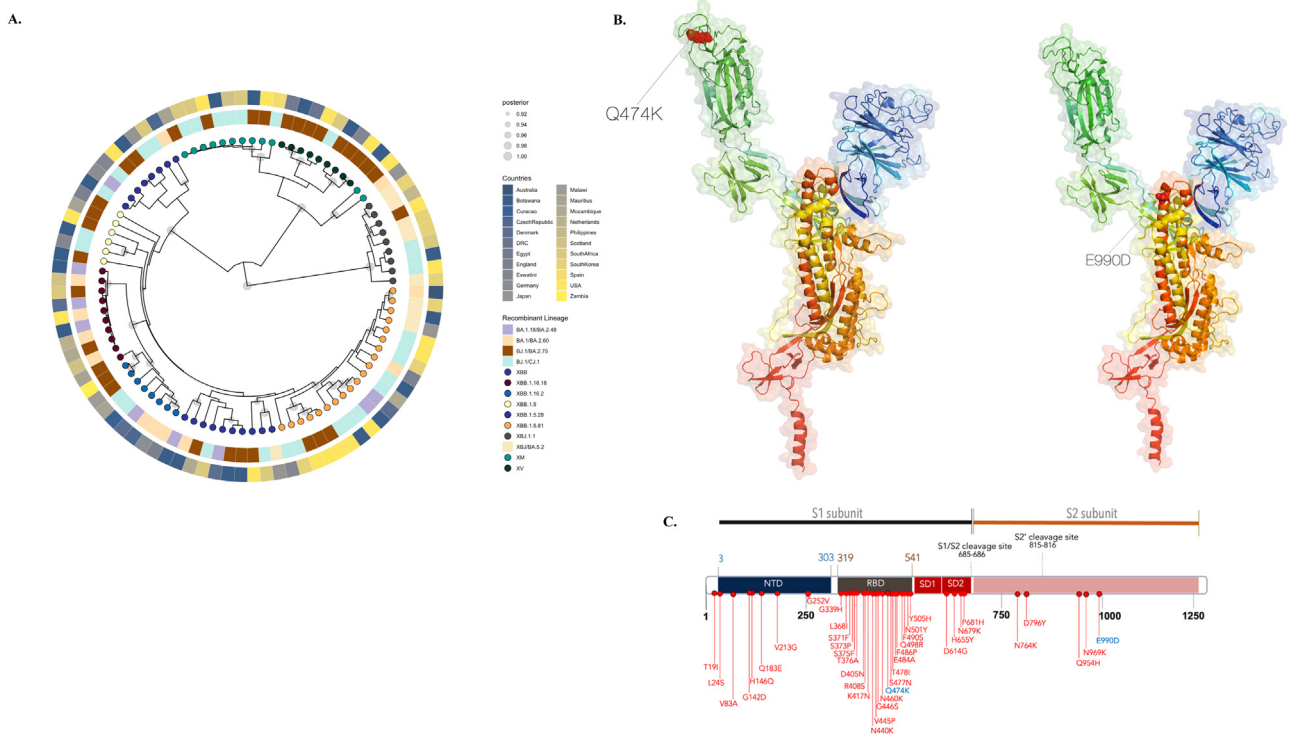 A.
posterior
0.92
0.94
0.96
0.98
1.00
Countries
Australia
Botswana
Curacao
CzechRepublic
Denmark
DRC
Egypt
England
Eswatini
Germany
Japan
Malawi
Mauritius
Mozambique
Netherlands
Philippines
Scotland
SouthAfrica
SouthKorea
Spain
USA
Zambia
Recombinant Lineage
BA.1.18/BA.2.48
BA.1/BA.2.60
BJ.1/BA.2.75
BJ.1/CJ.1
XBB
XBB.1.16.18
XBB.1.16.2
XBB.1.5
XBB.1.5.28
XBB.1.5.81
XBJ.1.1
XBJ/BA.5.2
XM
XV
B.
Q474K
E990D
C.
S1 subunit
S2 subunit
S1/S2 cleavage site
685-686
S2' cleavage site
815-816
3
303
319
541
NTD
RBD
SD1
SD2
1
250
750
1000
1250
T19I
L24S
V83A
G142D
H146Q
Q183E
V213G
G252V
G339H
L368I
S371F
S373P
S375F
T376A
D405N
R408S
K417N
N440K
V445P
G446S
N460K
Q474K
S477N
T478I
E484A
F486P
Q498R
F490S
N501Y
Y505H
D614G
H655Y
N679K
P681H
N764K
D796Y
Q954H
N969K
E990D